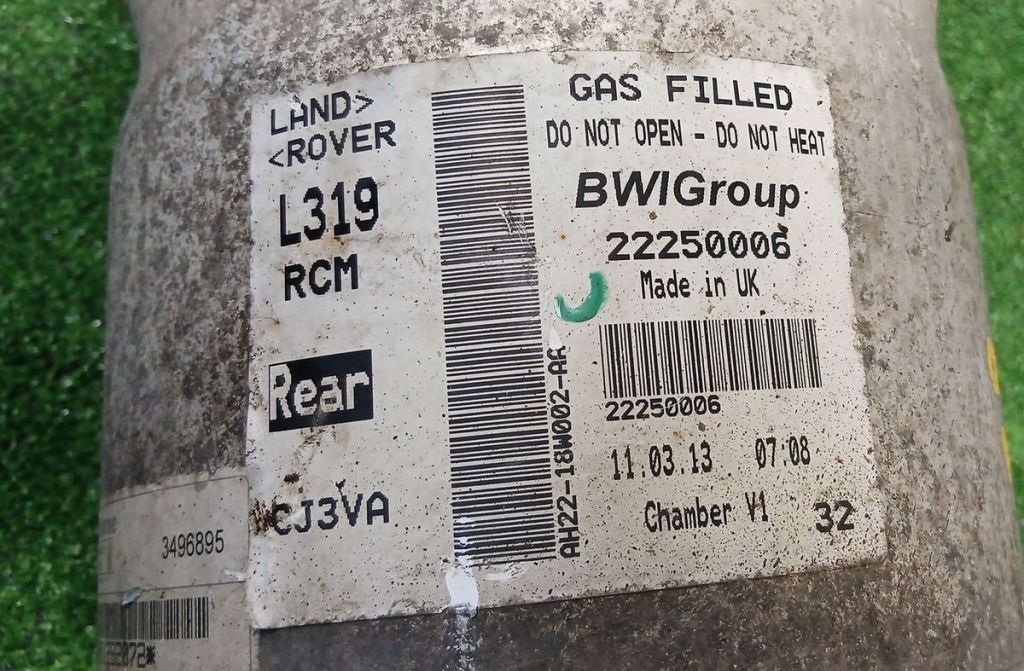 LAND>
<ROVER
L319
RCM
Rear
CJ3VA
AH22-18W002-AA
GAS FILLED
DO NOT OPEN - DO NOT HEAT
BWIGroup
22250006
Made in UK
22250006
11.03.13 07:08
Chamber V1 32
3496895